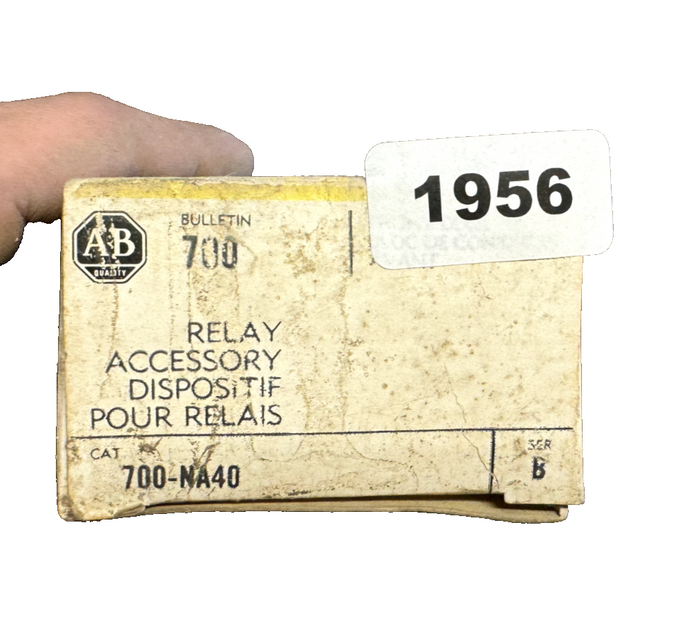 1956
AB
QUALITY
BULLETIN
700
RELAY
ACCESSORY
DISPOSITIF
POUR RELAIS
CAT
700-NA40
SER
B